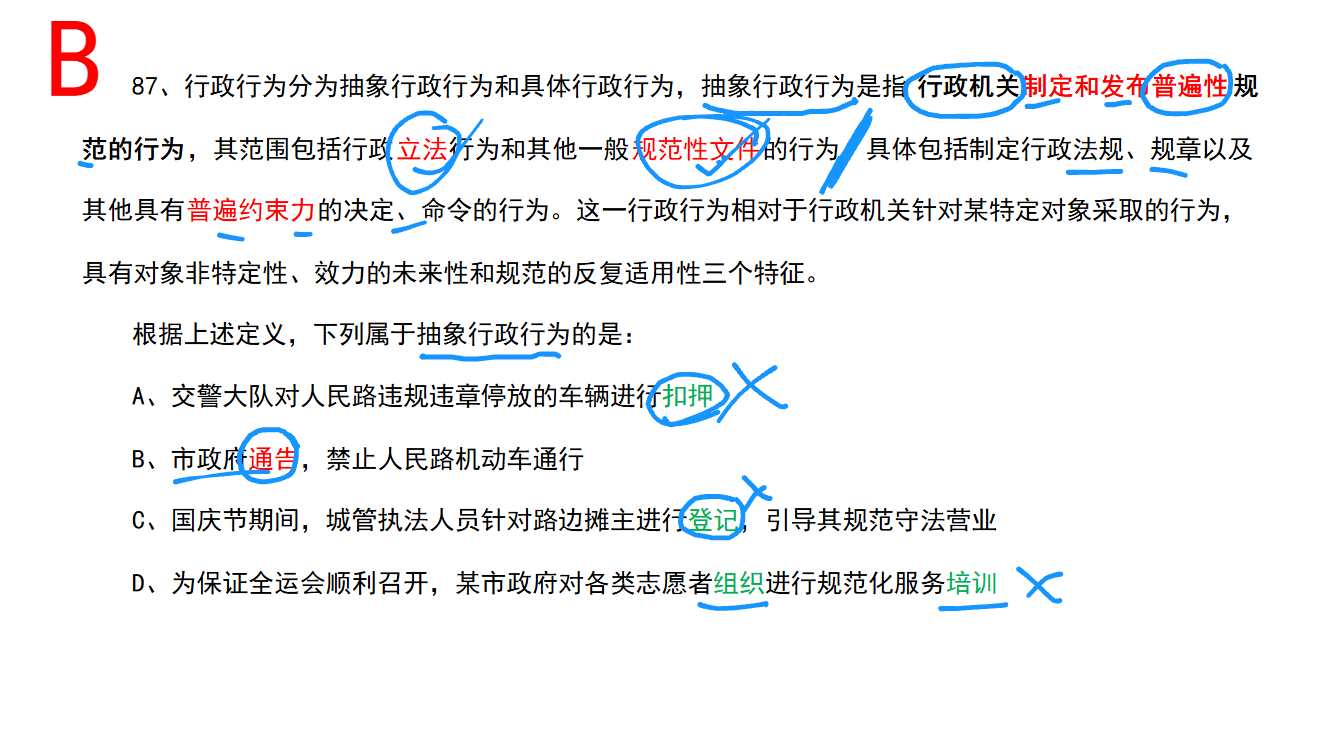 B
87、行政行为分为抽象行政行为和具体行政行为，抽象行政行为是指 行政机关制定和发布普遍性规
范的行为，其范围包括行政立法行为和其他一般规范性文件的行为，具体包括制定行政法规、规章以及
其他具有普遍约束力的决定、命令的行为。这一行政行为相对于行政机关针对某特定对象采取的行为，
具有对象非特定性、效力的未来性和规范的反复适用性三个特征。
根据上述定义，下列属于抽象行政行为的是：
A、交警大队对人民路违规违章停放的车辆进行扣押
B、市政府通告，禁止人民路机动车通行
C、国庆节期间，城管执法人员针对路边摊主进行登记，引导其规范守法营业
D、为保证全运会顺利召开，某市政府对各类志愿者组织进行规范化服务培训